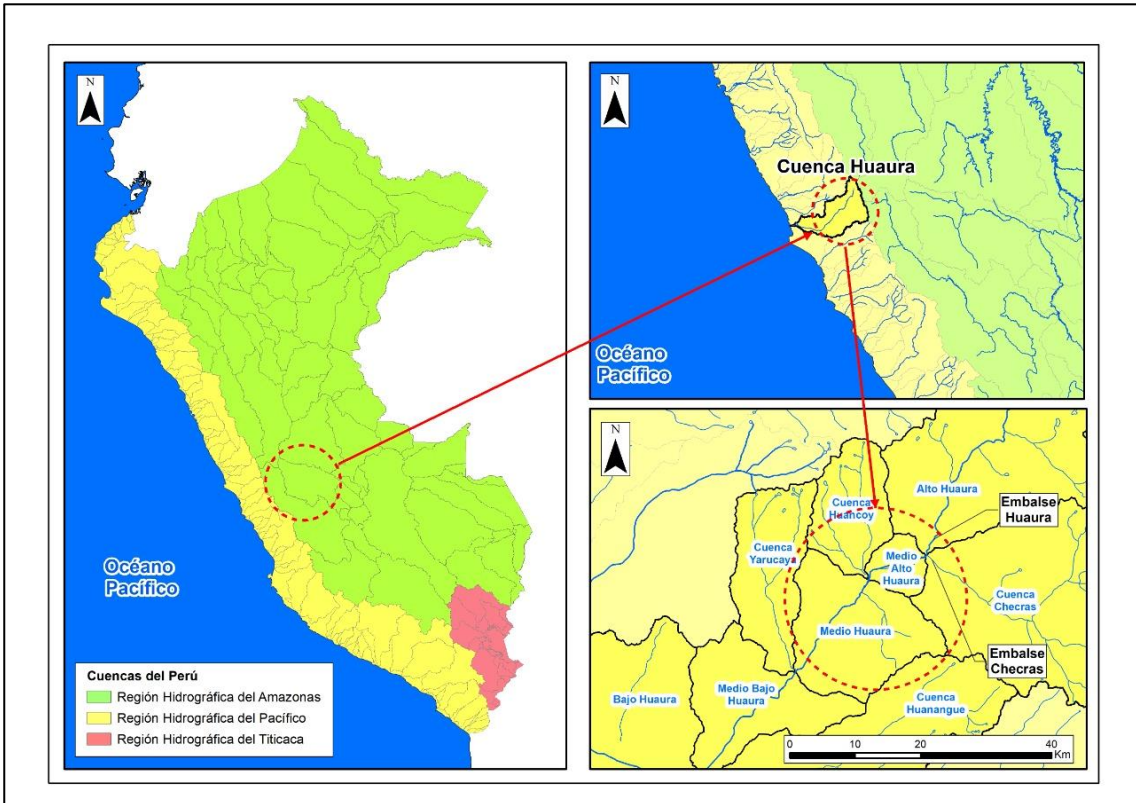 N
Océano
Pacífico
Cuencas del Perú
Región Hidrográfica del Amazonas
Región Hidrográfica del Pacífico
Región Hidrográfica del Titicaca
N
Cuenca Huaura
Océano
Pacífico
N
Alto Huaura
Embalse
Huaura
Cuenca
Huancoy
Cuenca
Yarucaya
Medio
Alto
Huaura
Cuenca
Checras
Medio Huaura
Embalse
Checras
Bajo Huaura
Medio Bajo
Huaura
Cuenca
Huanangue
0 10 20 40
Km